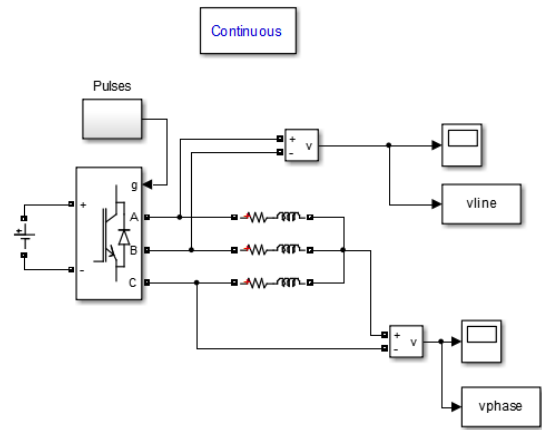 Continuous
Pulses
g
+
-
A
B
C
+
-
v
vline
+
-
v
vphase
+